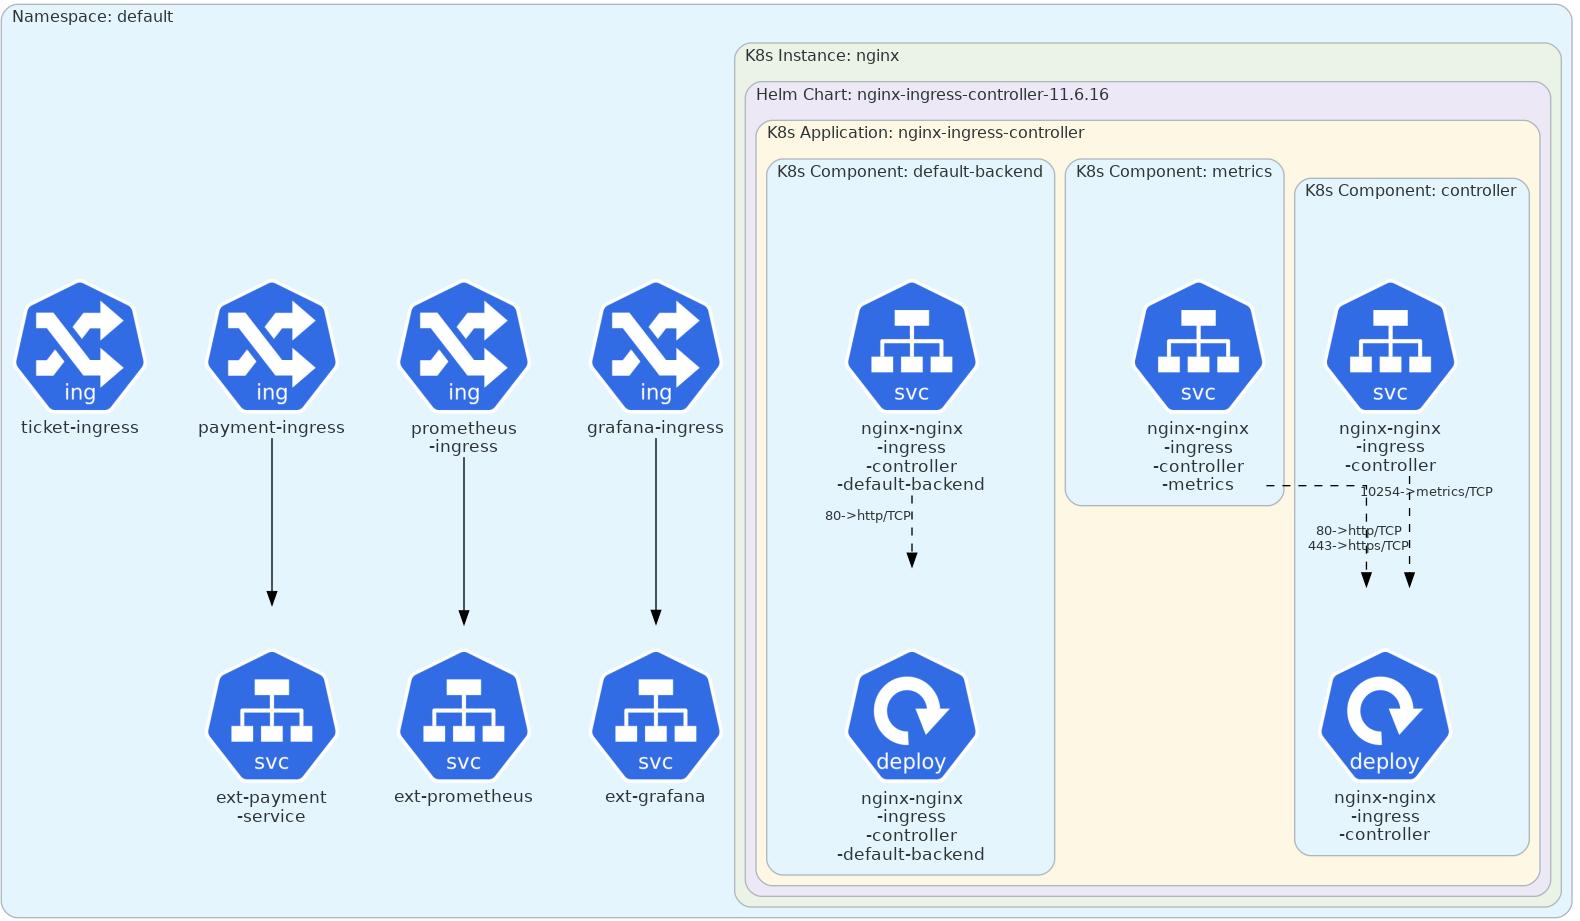 Namespace: default
K8s Instance: nginx
Helm Chart: nginx-ingress-controller-11.6.16
K8s Application: nginx-ingress-controller
K8s Component: default-backend
K8s Component: metrics
K8s Component: controller
ing
ticket-ingress
ing
payment-ingress
ing
prometheus
-ingress
ing
grafana-ingress
svc
nginx-nginx
-ingress
-controller
-default-backend
svc
nginx-nginx
-ingress
-controller
-metrics
svc
nginx-nginx
-ingress
-controller
10254->metrics/TCP
80->http/TCP
80->http/TCP
443->https/TCP
svc
ext-payment
-service
svc
ext-prometheus
svc
ext-grafana
deploy
nginx-nginx
-ingress
-controller
-default-backend
deploy
nginx-nginx
-ingress
-controller